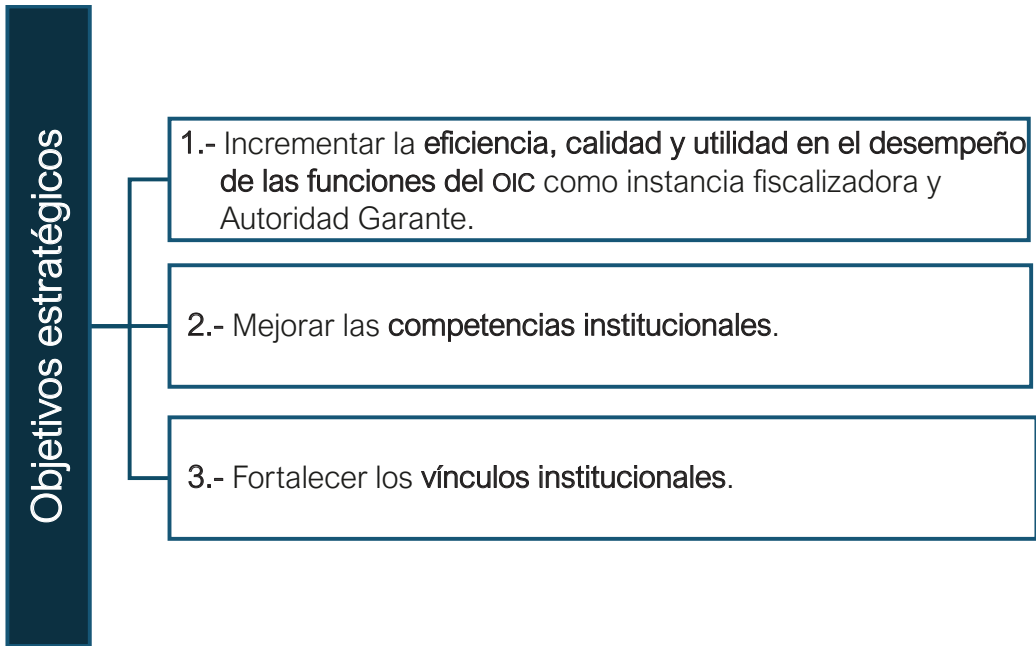 Objetivos estratégicos
1.- Incrementar la eficiencia, calidad y utilidad en el desempeño
de las funciones del OIC como instancia fiscalizadora y
Autoridad Garante.
2.- Mejorar las competencias institucionales.
3.- Fortalecer los vínculos institucionales.